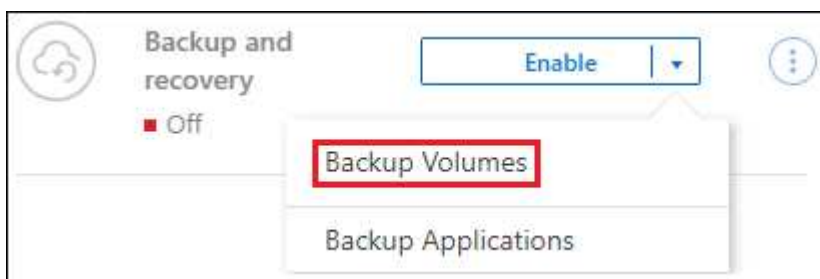 Backup and
recovery
Enable
Off
Backup Volumes
Backup Applications